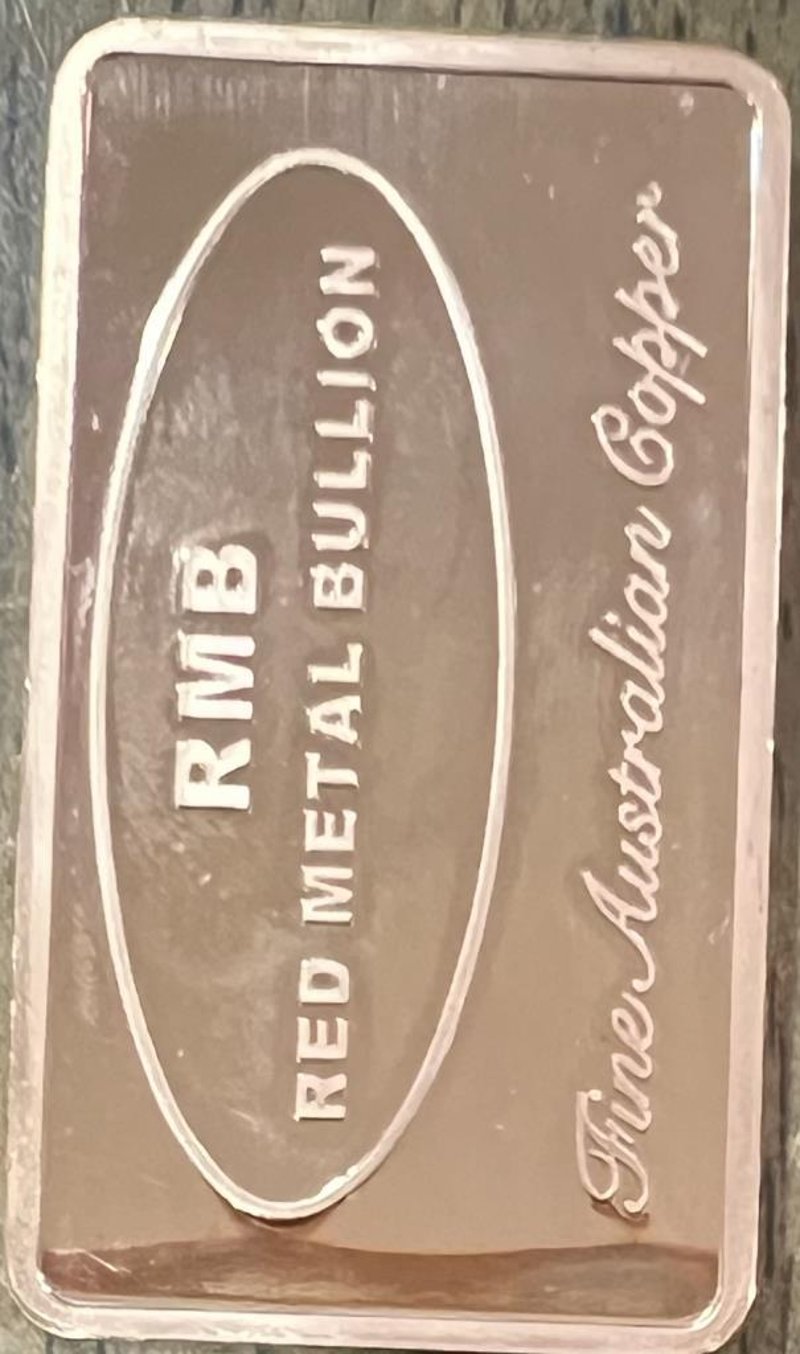 RMB
RED METAL BULLION
Fine Australian Copper